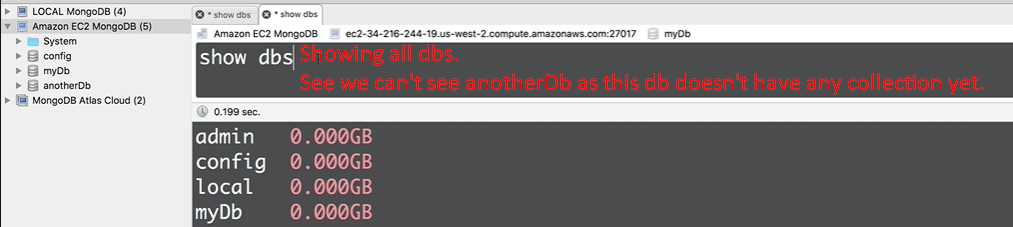 LOCAL MongoDB (4)
Amazon EC2 MongoDB (5)
System
config
myDb
anotherDb
MongoDB Atlas Cloud (2)
* show dbs
* show dbs
Amazon EC2 MongoDB
ec2-34-216-244-19.us-west-2.compute.amazonaws.com:27017
myDb
show dbs
Showing all dbs.
See we can't see anotherDb as this db doesn't have any collection yet.
0.199 sec.
admin 0.000GB
config 0.000GB
local 0.000GB
myDb 0.000GB